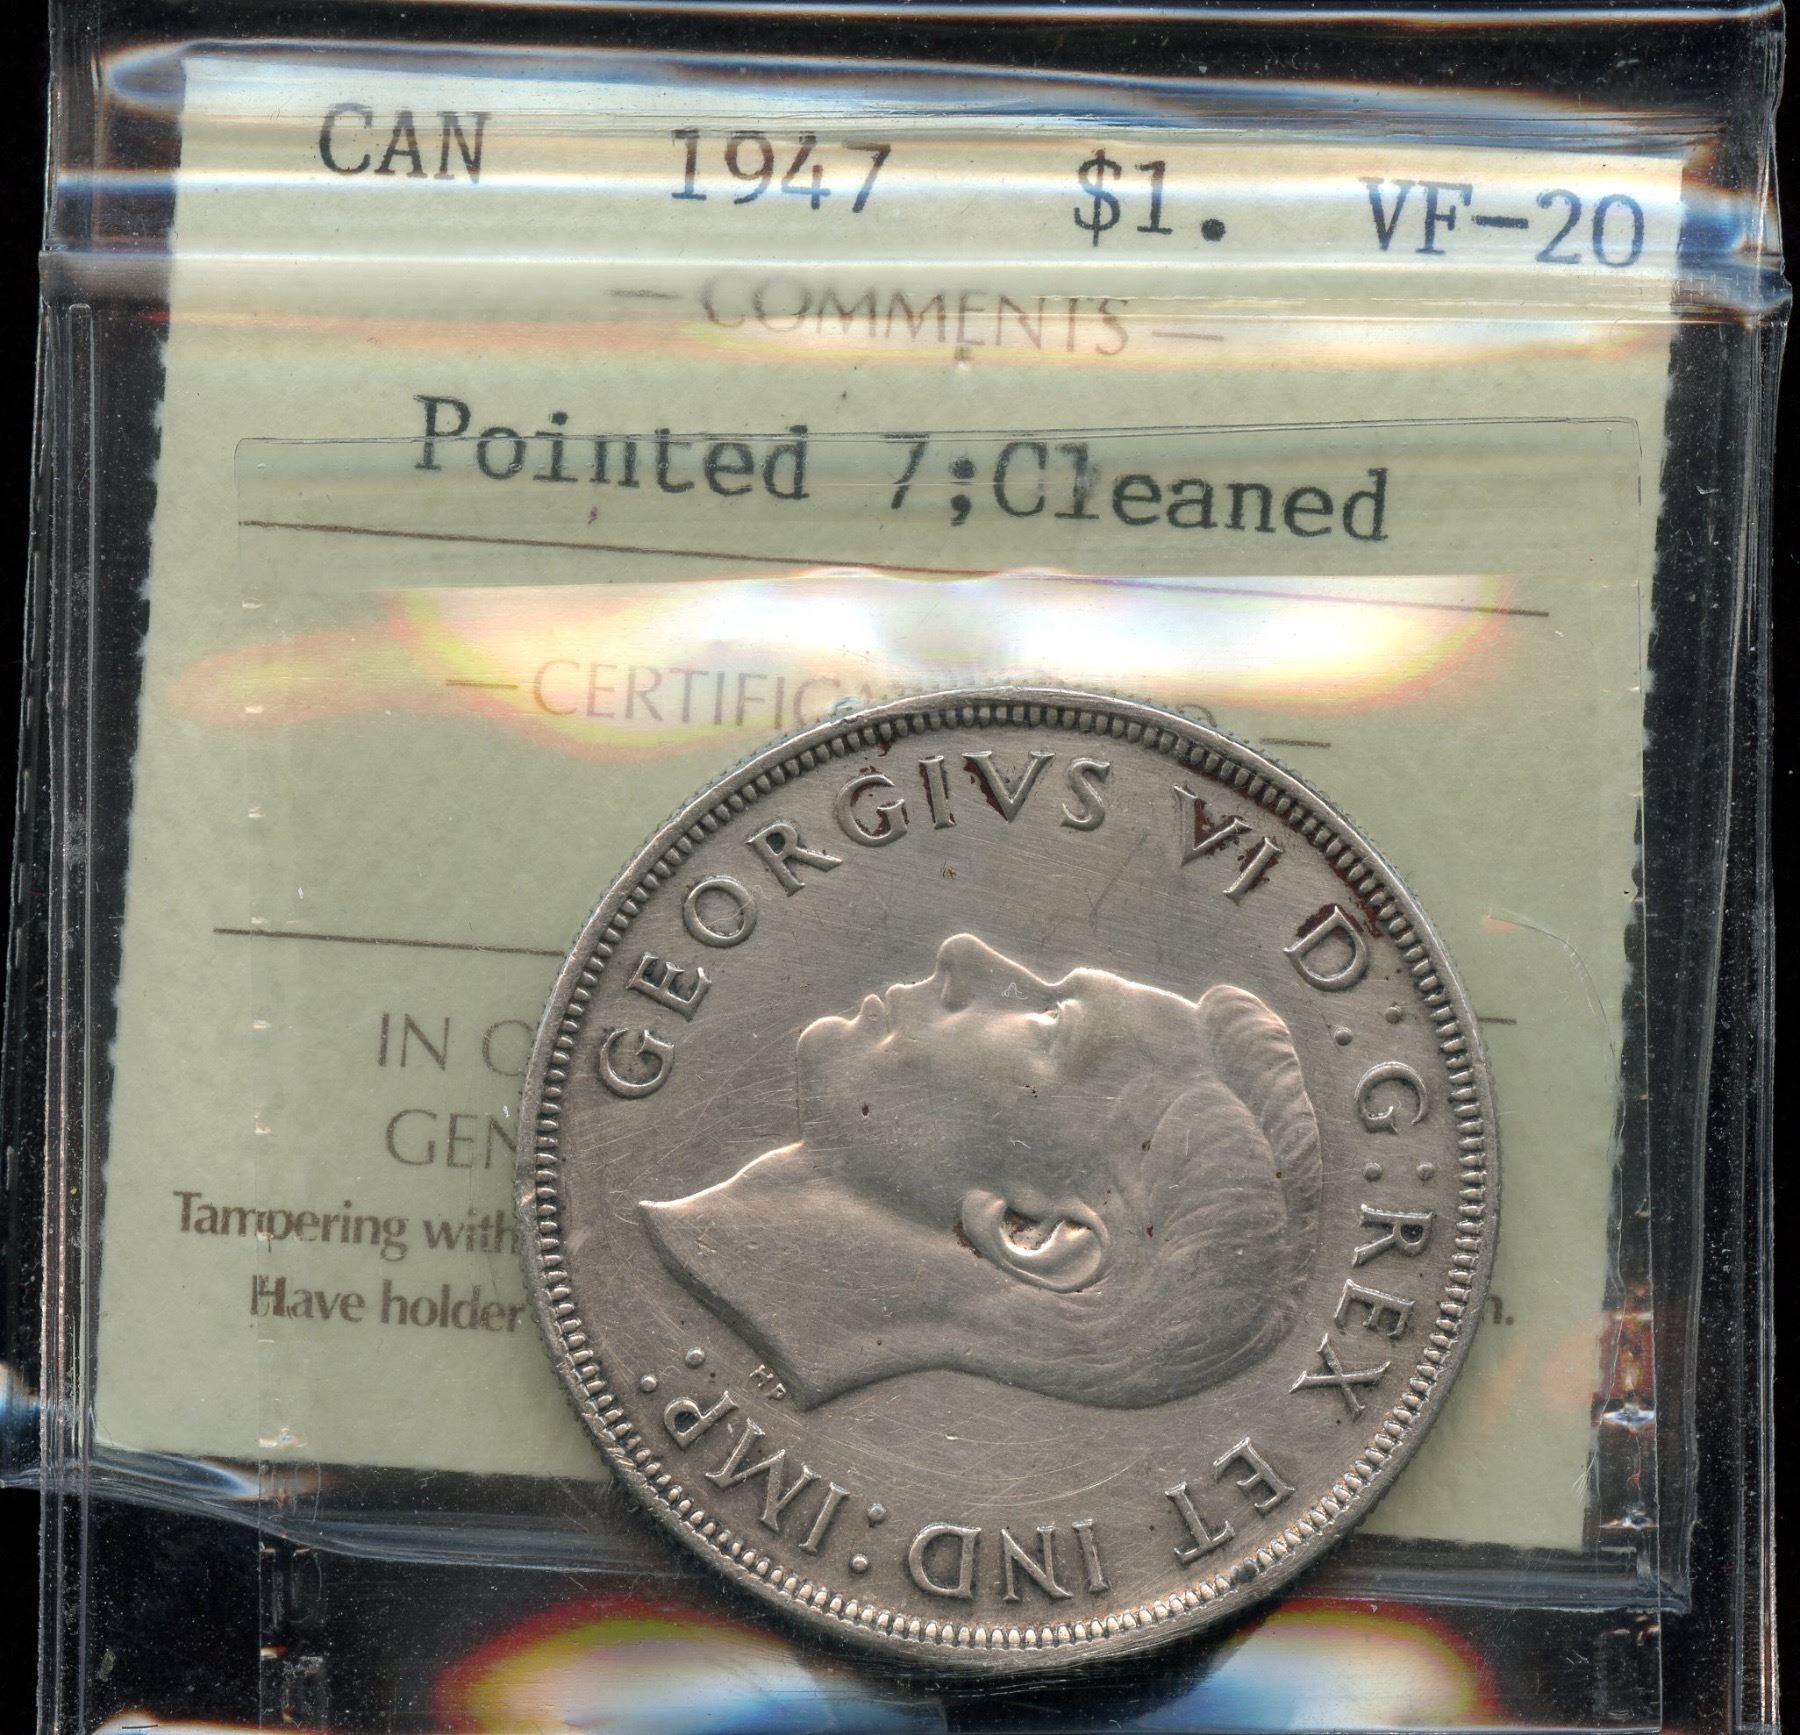 CAN 1947 $1. VF-20
— COMMENTS —
Pointed 7;Cleaned
— CERTIFIC
IN
GEN
Tampering with
Have holder
GEORGIVS VI D:G:REX ET IND:IMP:
HP